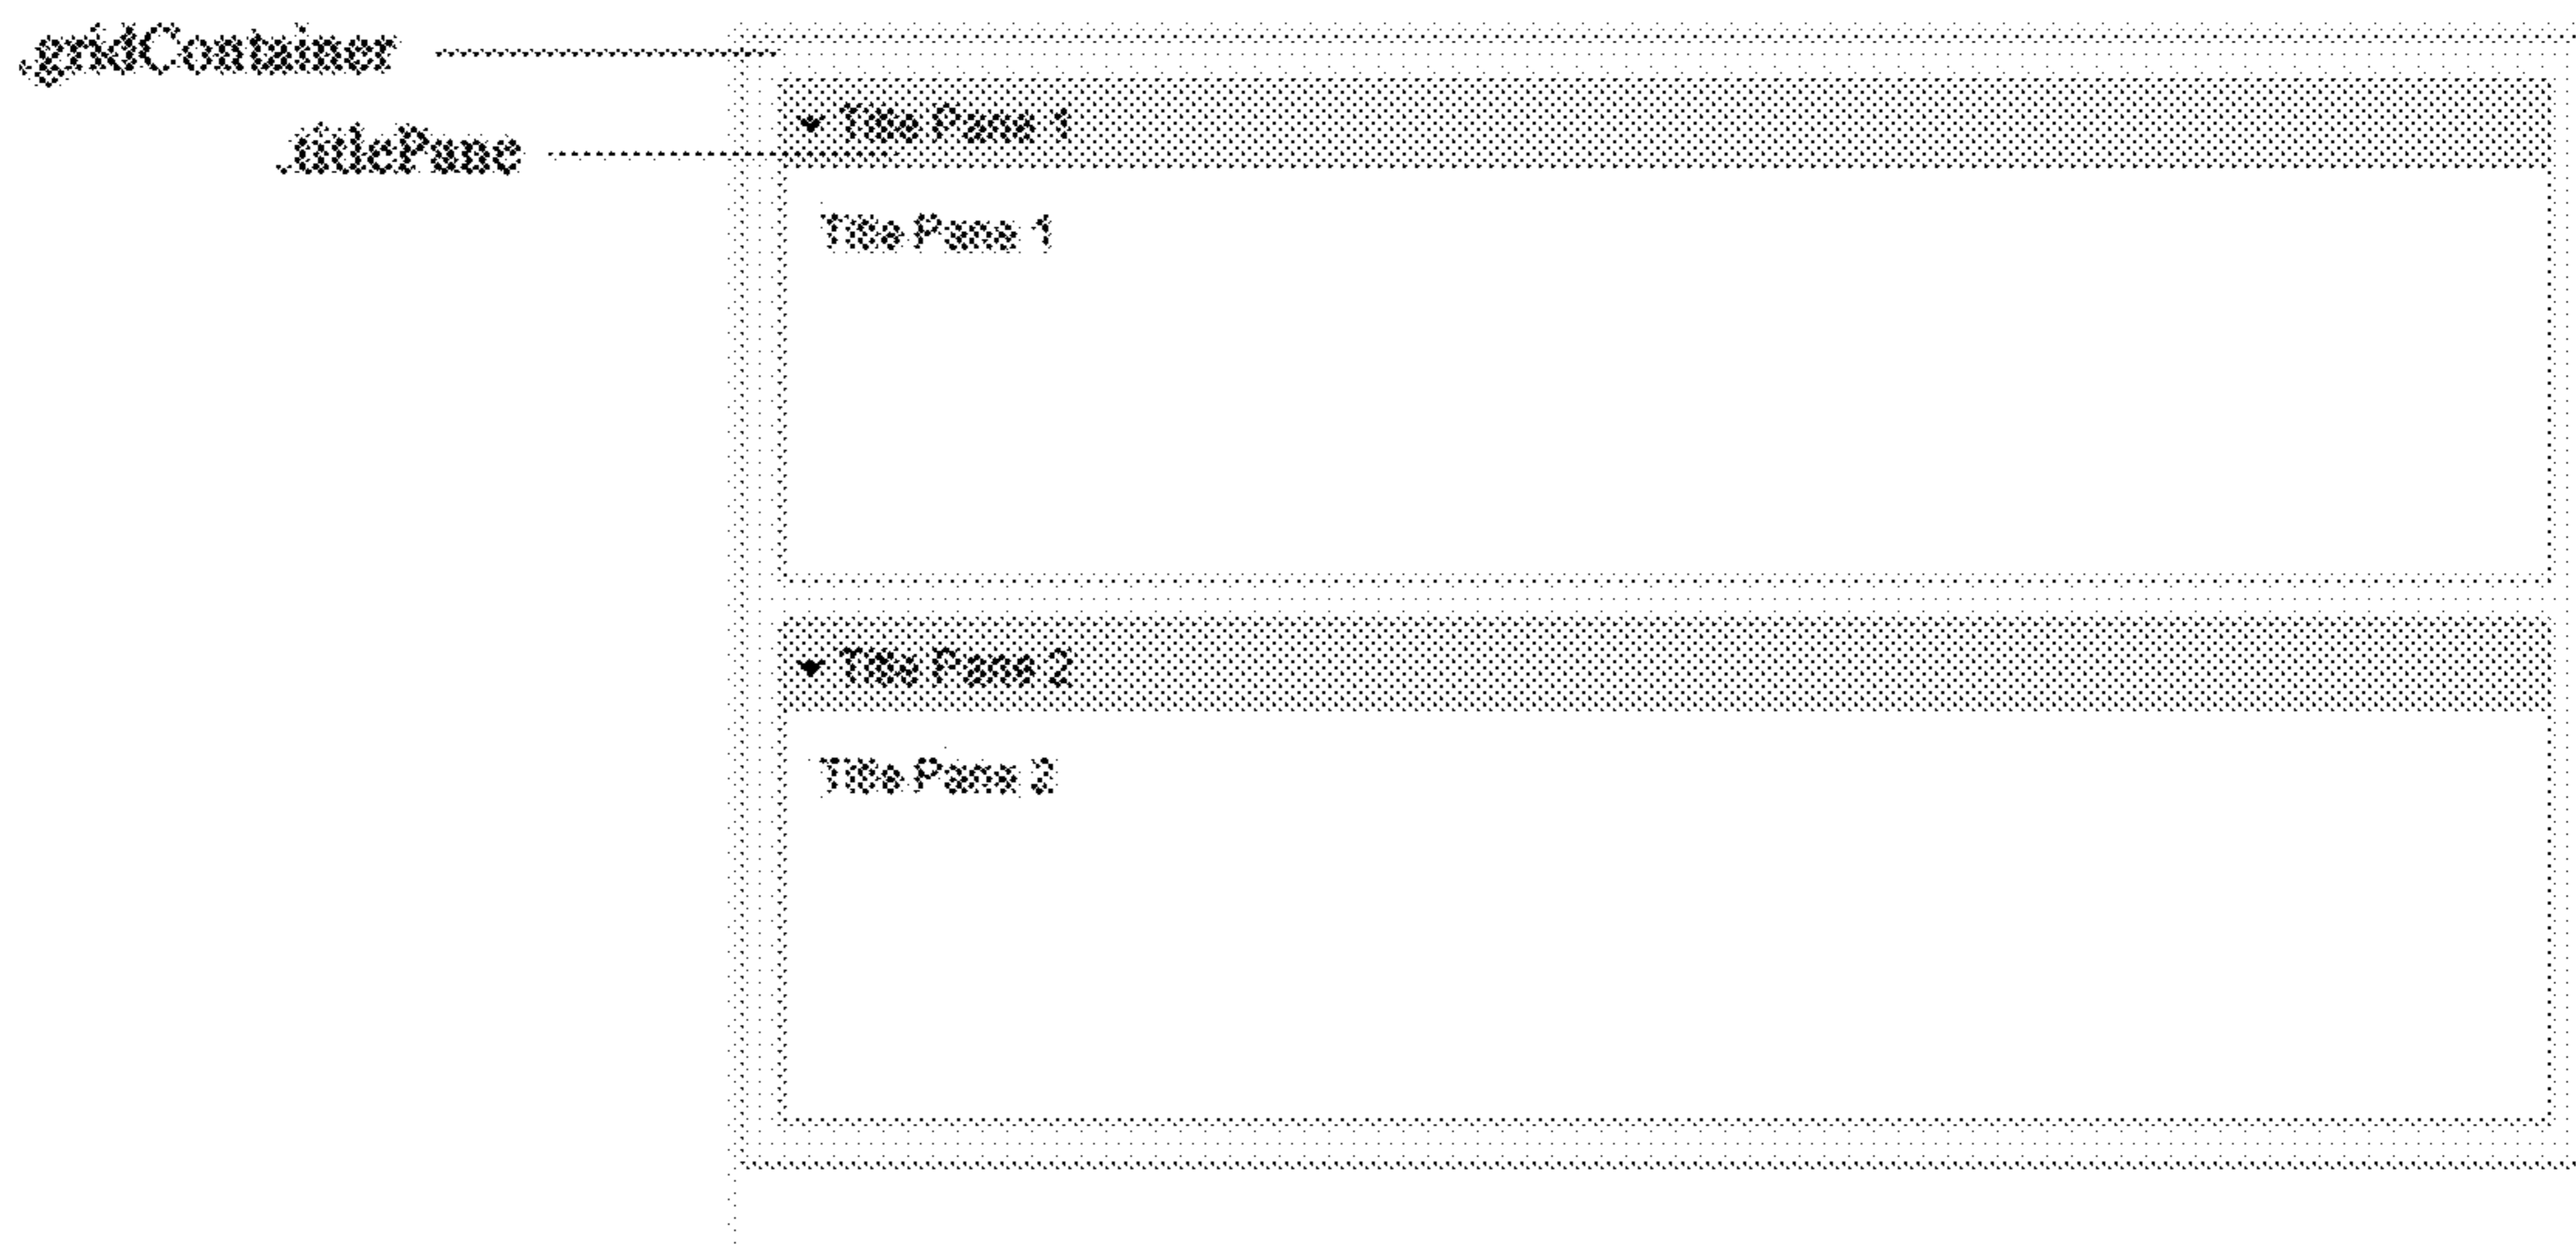 .gridContainer
Title Pane 1
.titlePane
Title Pane 1
Title Pane 2
Title Pane 2